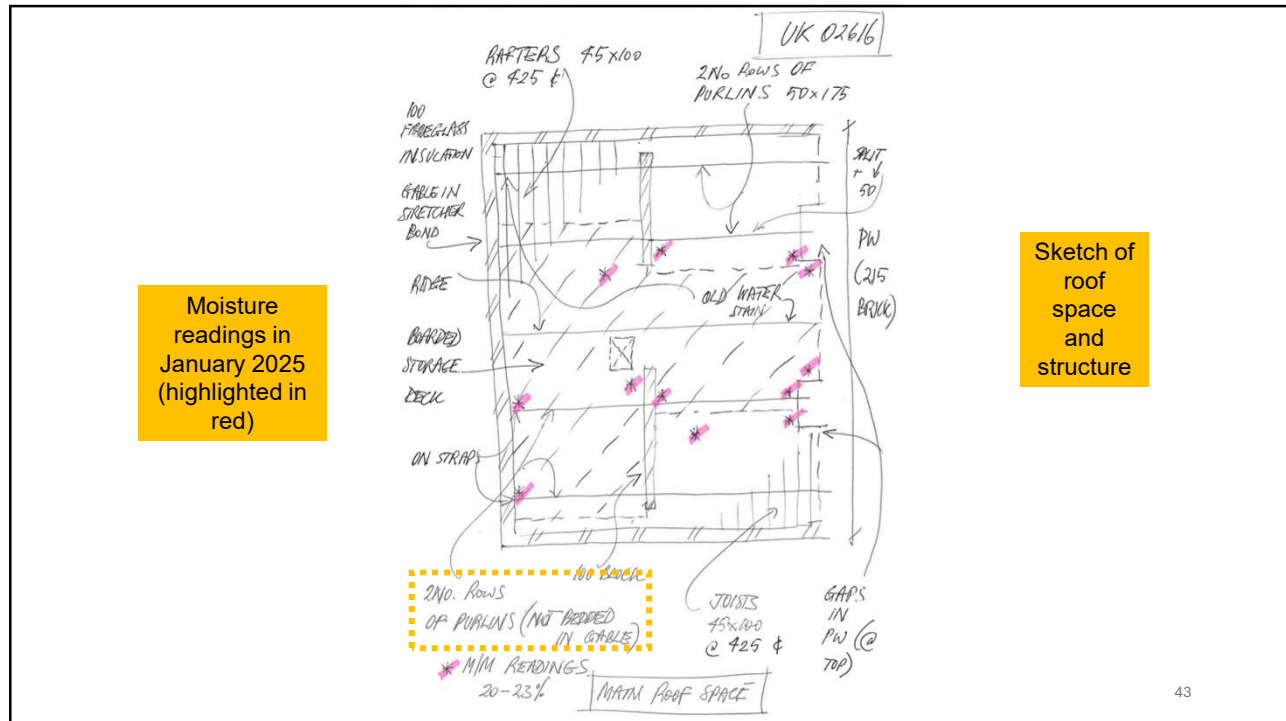 UK 02616
RAFTERS 45x100
@ 425 ¢
2No ROWS OF
PURLINS 50x175
100
FIBREGLASS
INSULATION
GABLE IN
STRETCHER
BOND
RIDGE
BOARDED
STORAGE
DECK
ON STRAPS
SPLIT
+ ↓
50
PW
(215
BRICK)
OLD WATER
STAIN
Moisture
readings in
January 2025
(highlighted in
red)
Sketch of
roof
space
and
structure
100 BLOCK
2NO. ROWS
OF PURLINS (NOT BEDDED
IN GABLE)
JOISTS
45x100
@ 425 ¢
GAPS
IN
PW (@
TOP)
* M/M READINGS
20-23%
MAIN ROOF SPACE
43